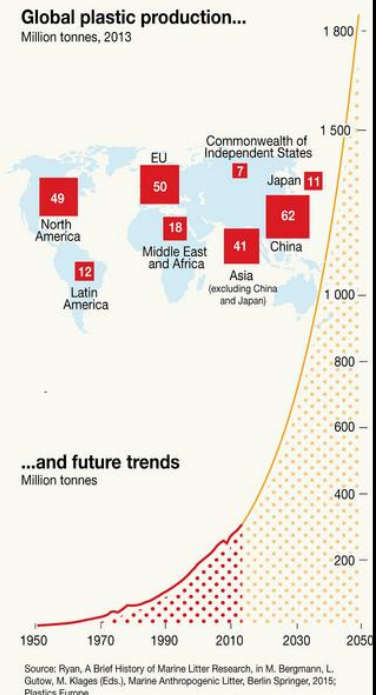 Global plastic production...
Million tonnes, 2013
1 800
1 500
Commonwealth of
Independent States
7
EU
50
Japan 11
49
North
America
18
Middle East
and Africa
62
China
41
Asia
(excluding China
and Japan)
12
Latin
America
1 000
800
600
...and future trends
Million tonnes
400
200
1950 1970 1990 2010 2030 2050
Source: Ryan, A Brief History of Marine Litter Research, in M. Bergmann, L.
Gutow, M. Klages (Eds.), Marine Anthropogenic Litter, Berlin Springer, 2015;
Plastics Europe